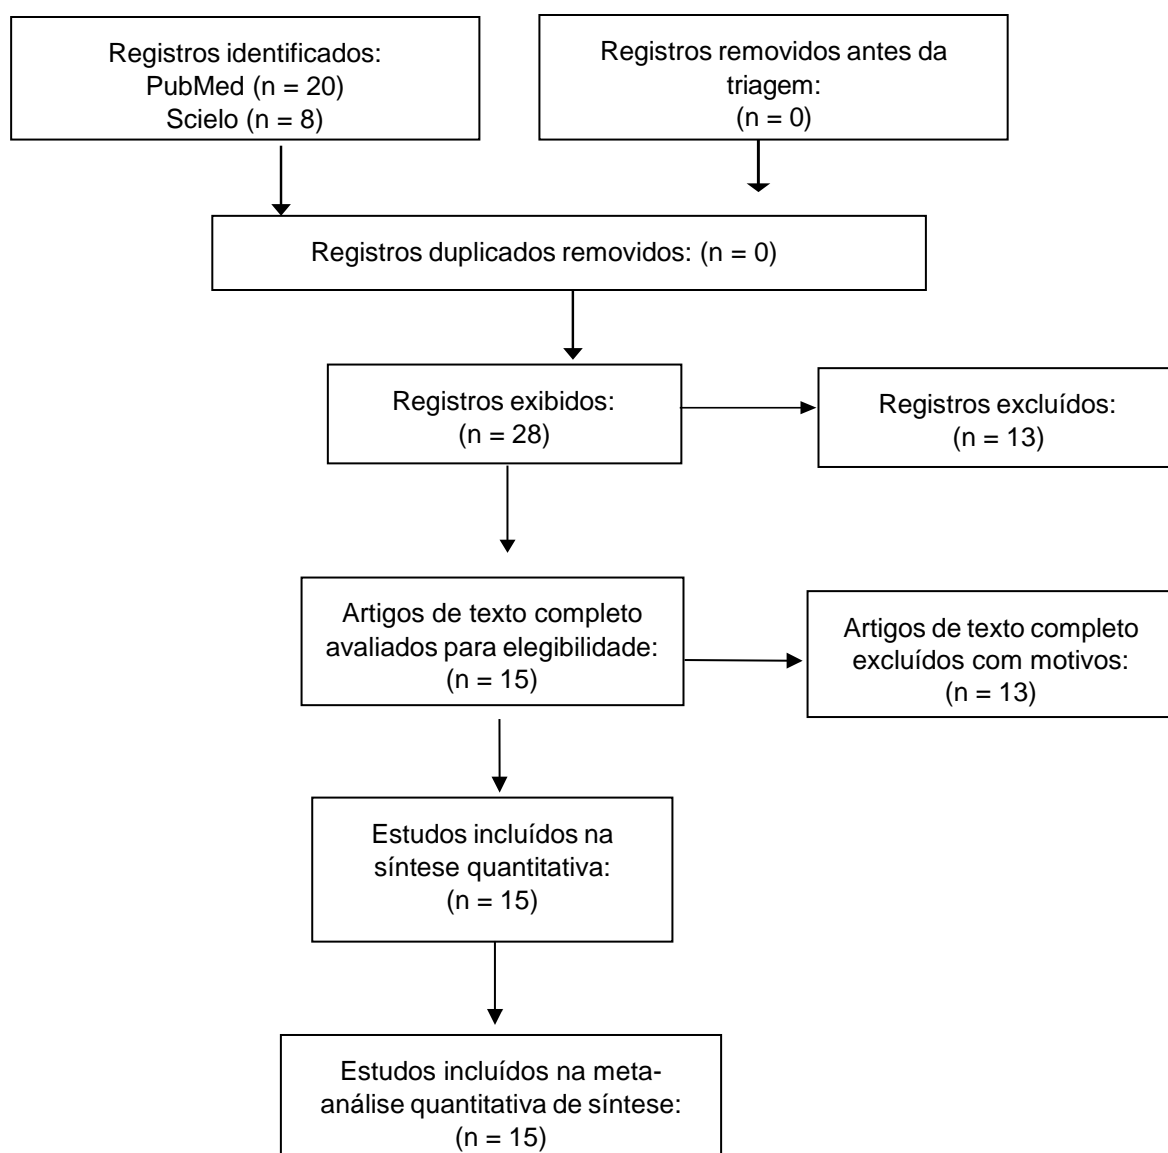 Registros identificados:
PubMed (n = 20)
Scielo (n = 8)
Registros removidos antes da
triagem:
(n = 0)
Registros duplicados removidos: (n = 0)
Registros exibidos:
(n = 28)
Registros excluídos:
(n = 13)
Artigos de texto completo
avaliados para elegibilidade:
(n = 15)
Artigos de texto completo
excluídos com motivos:
(n = 13)
Estudos incluídos na
síntese quantitativa:
(n = 15)
Estudos incluídos na meta-
análise quantitativa de síntese:
(n = 15)